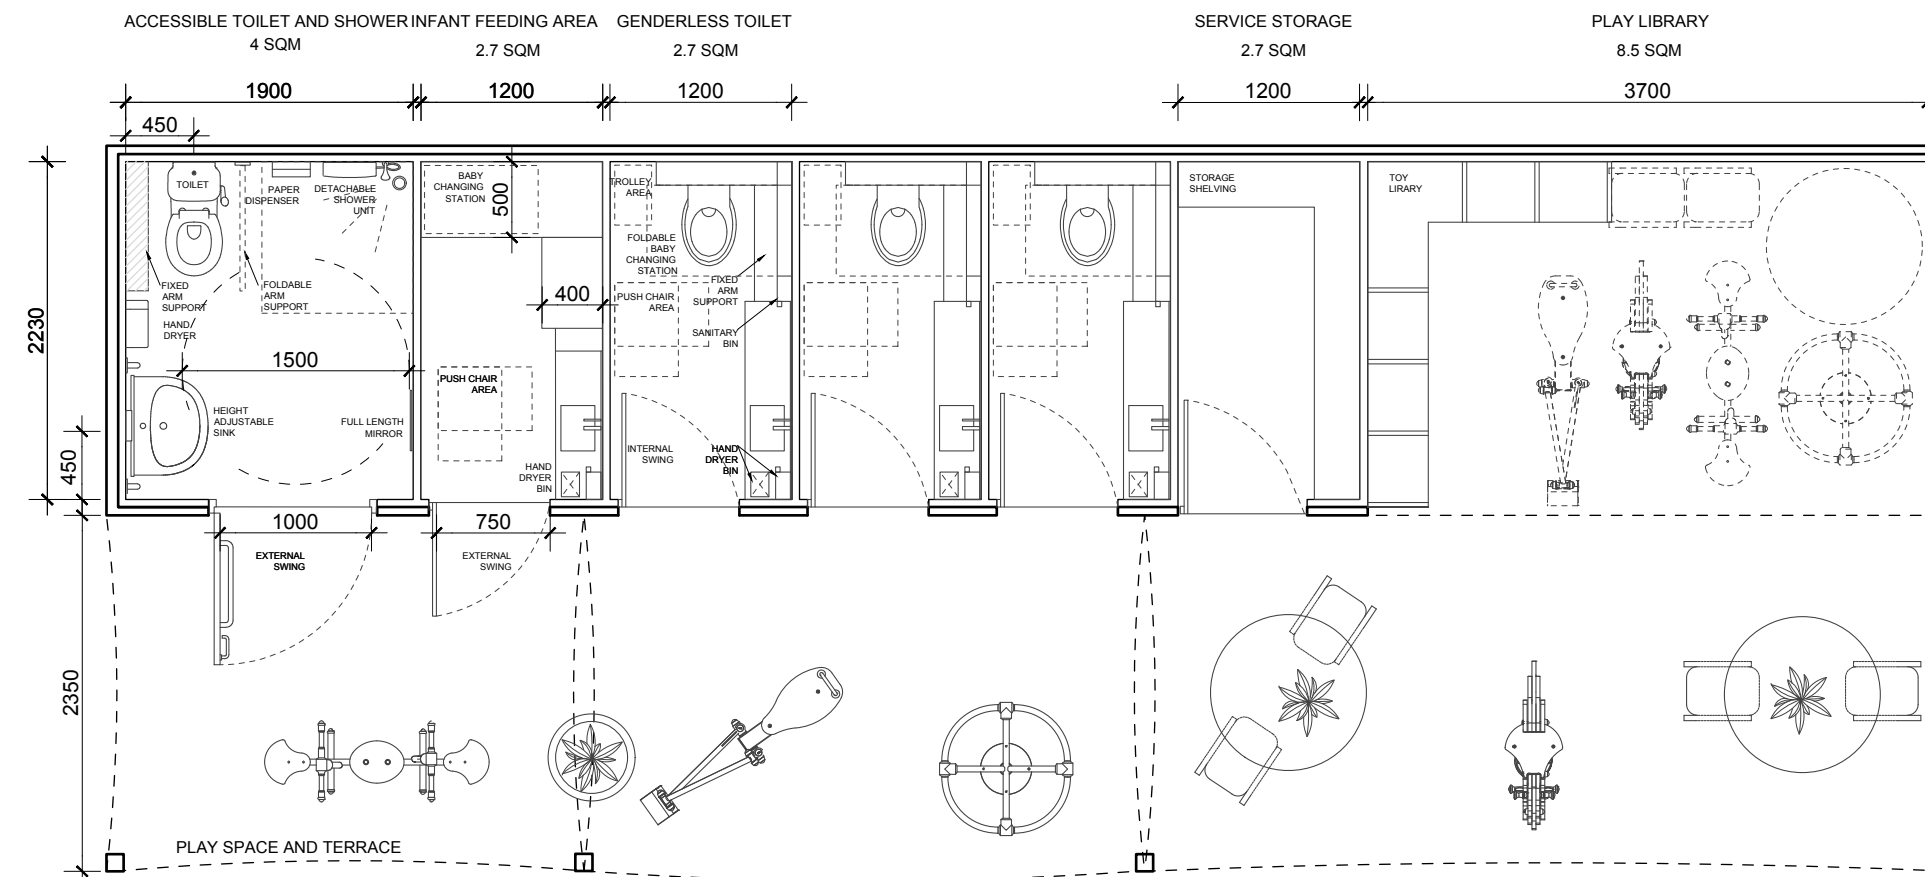 ACCESSIBLE TOILET AND SHOWER
4 SQM
INFANT FEEDING AREA
2.7 SQM
GENDERLESS TOILET
2.7 SQM
SERVICE STORAGE
2.7 SQM
PLAY LIBRARY
8.5 SQM
1900
1200
1200
1200
3700
450
2230
450
2350
TOILET
PAPER
DISPENSER
DETACHABLE
SHOWER
UNIT
FIXED
ARM
SUPPORT
FOLDABLE
ARM
SUPPORT
HAND
DRYER
1500
HEIGHT
ADJUSTABLE
SINK
FULL LENGTH
MIRROR
1000
EXTERNAL
SWING
BABY
CHANGING
STATION
500
400
PUSH CHAIR
AREA
HAND
DRYER
BIN
750
EXTERNAL
SWING
TROLLEY
AREA
FOLDABLE
BABY
CHANGING
STATION
FIXED
ARM
SUPPORT
PUSH CHAIR
AREA
SANITARY
BIN
INTERNAL
SWING
HAND
DRYER
BIN
STORAGE
SHELVING
TOY
LIRARY
PLAY SPACE AND TERRACE